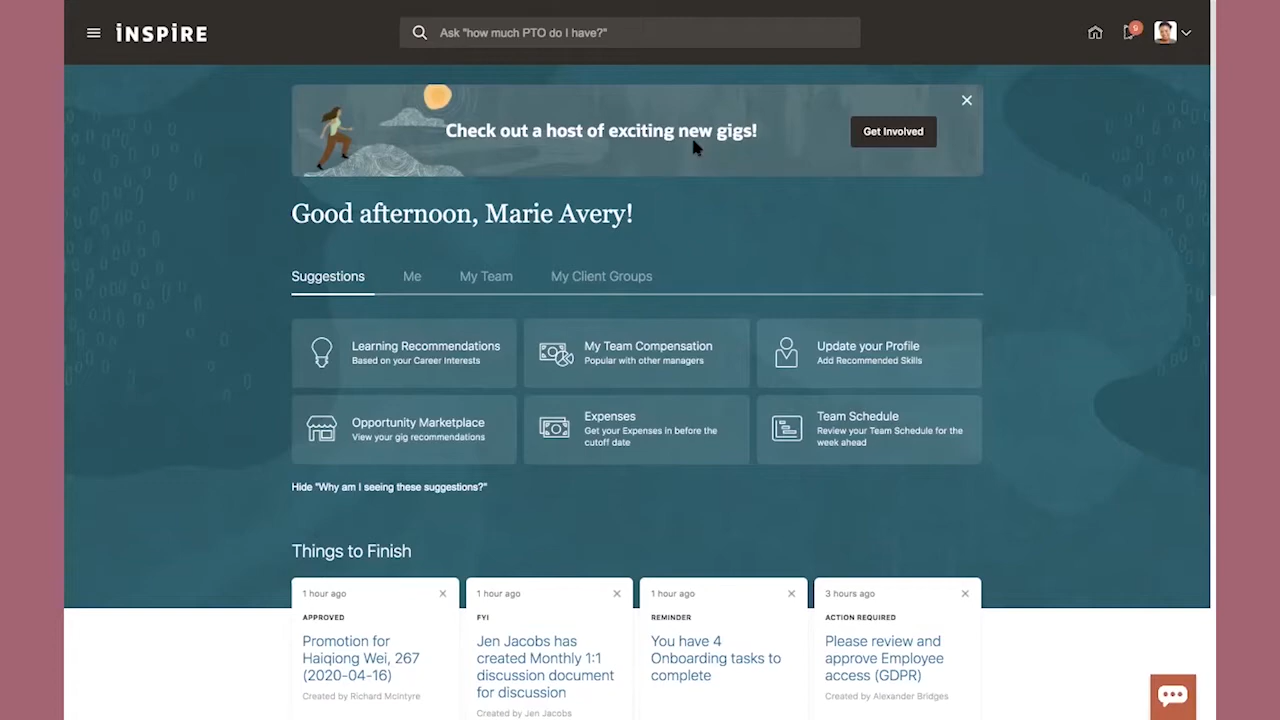 iNSPiRE
Ask "how much PTO do I have?"
9
Check out a host of exciting new gigs!
Get Involved
Good afternoon, Marie Avery!
Suggestions
Me
My Team
My Client Groups
Learning Recommendations
Based on your Career Interests
My Team Compensation
Popular with other managers
Update your Profile
Add Recommended Skills
Opportunity Marketplace
View your gig recommendations
Expenses
Get your Expenses in before the
cutoff date
Team Schedule
Review your Team Schedule for the
week ahead
Hide "Why am I seeing these suggestions?"
Things to Finish
1 hour ago
APPROVED
Promotion for
Haiqiong Wei, 267
(2020-04-16)
Created by Richard McIntyre
1 hour ago
FYI
Jen Jacobs has
created Monthly 1:1
discussion document
for discussion
Created by Jen Jacobs
1 hour ago
REMINDER
You have 4
Onboarding tasks to
complete
3 hours ago
ACTION REQUIRED
Please review and
approve Employee
access (GDPR)
Created by Alexander Bridges